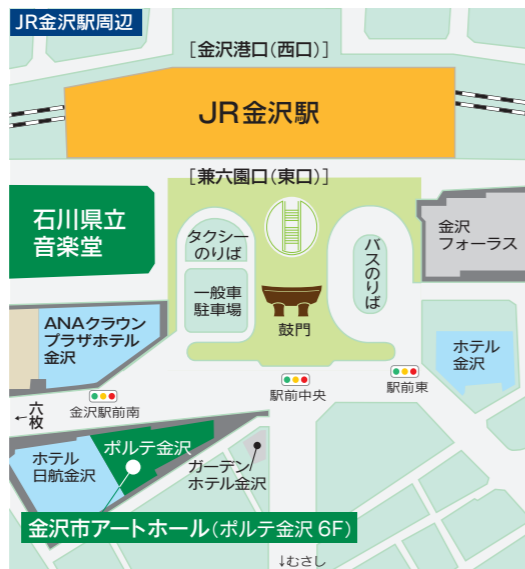 JR金沢駅周辺
［金沢港口（西口）］
JR金沢駅
［兼六園口（東口）］
石川県立
音楽堂
タクシー
のりば
一般車
駐車場
鼓門
バスのりば
金沢
フォーラス
ANAクラウン
プラザホテル
金沢
ホテル
金沢
駅前中央
駅前東
←六枚
金沢駅前南
ポルテ金沢
ホテル
日航金沢
ガーデン
ホテル金沢
金沢市アートホール（ポルテ金沢 6F）
↓むさし